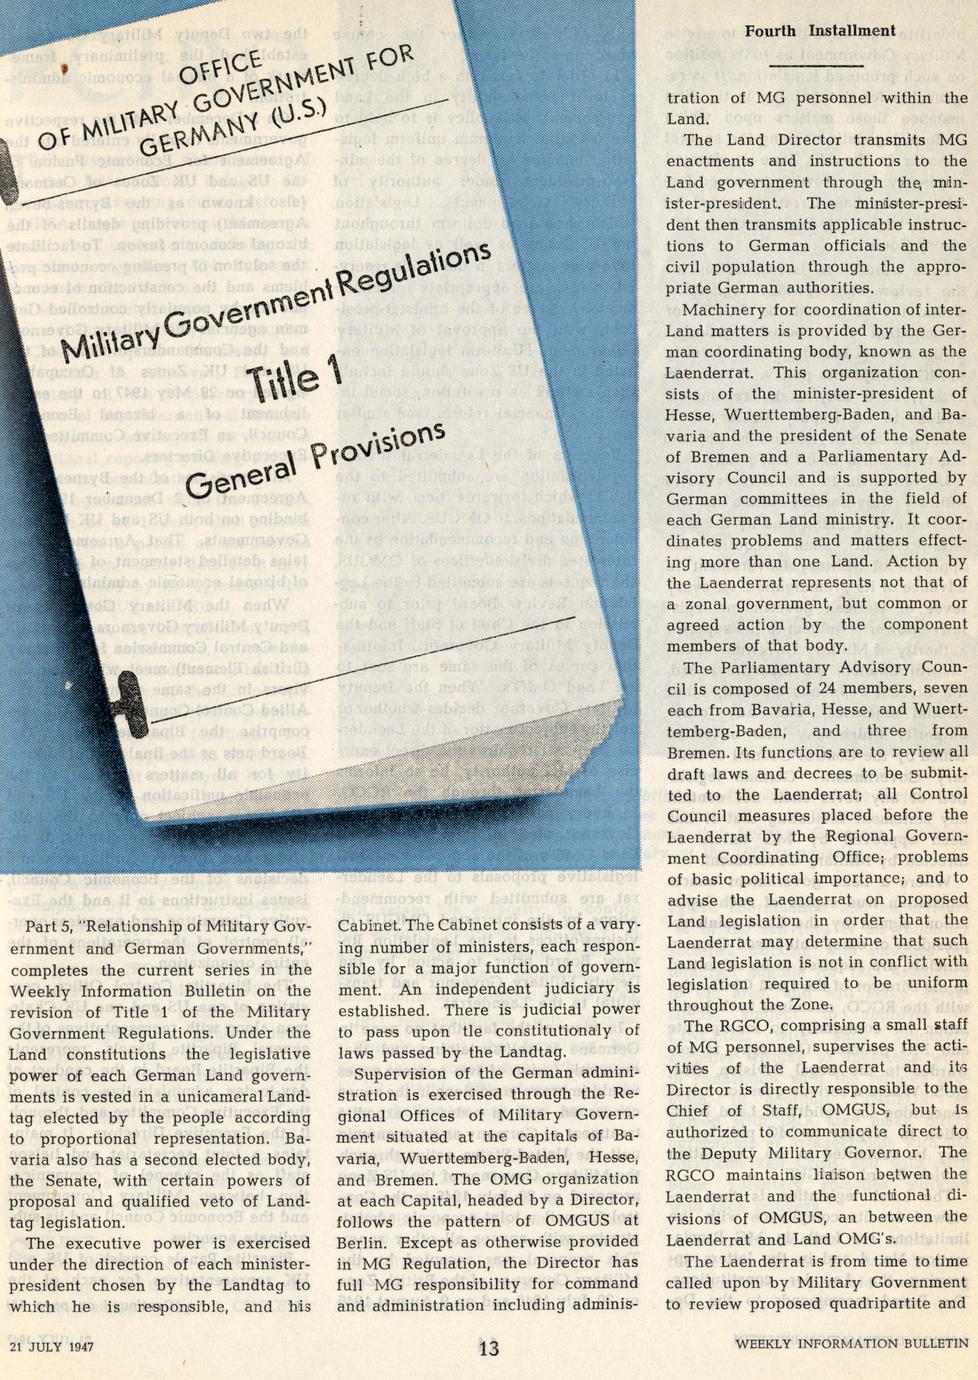 OFFICE
OF MILITARY GOVERNMENT FOR
GERMANY (U.S.)
Military Government Regulations
Title 1
General Provisions
Part 5, "Relationship of Military Gov-
ernment and German Governments,"
completes the current series in the
Weekly Information Bulletin on the
revision of Title 1 of the Military
Government Regulations. Under the
Land constitutions the legislative
power of each German Land govern-
ments is vested in a unicameral Land-
tag elected by the people according
to proportional representation. Ba-
varia also has a second elected body,
the Senate, with certain powers of
proposal and qualified veto of Land-
tag legislation.
The executive power is exercised
under the direction of each minister-
president chosen by the Landtag to
which he is responsible, and his
Cabinet. The Cabinet consists of a vary-
ing number of ministers, each respon-
sible for a major function of govern-
ment. An independent judiciary is
established. There is judicial power
to pass upon tle constitutionaly of
laws passed by the Landtag.
Supervision of the German admini-
stration is exercised through the Re-
gional Offices of Military Govern-
ment situated at the capitals of Ba-
varia, Wuerttemberg-Baden, Hesse,
and Bremen. The OMG organization
at each Capital, headed by a Director,
follows the pattern of OMGUS at
Berlin. Except as otherwise provided
in MG Regulation, the Director has
full MG responsibility for command
and administration including adminis-
Fourth Installment
tration of MG personnel within the
Land.
The Land Director transmits MG
enactments and instructions to the
Land government through the, min-
ister-president. The minister-presi-
dent then transmits applicable instruc-
tions to German officials and the
civil population through the appro-
priate German authorities.
Machinery for coordination of inter-
Land matters is provided by the Ger-
man coordinating body, known as the
Laenderrat. This organization con-
sists of the minister-president of
Hesse, Wuerttemberg-Baden, and Ba-
varia and the president of the Senate
of Bremen and a Parliamentary Ad-
visory Council and is supported by
German committees in the field of
each German Land ministry. It coor-
dinates problems and matters effect-
ing more than one Land. Action by
the Laenderrat represents not that of
a zonal government, but common or
agreed action by the component
members of that body.
The Parliamentary Advisory Coun-
cil is composed of 24 members, seven
each from Bavaria, Hesse, and Wuert-
temberg-Baden, and three from
Bremen. Its functions are to review all
draft laws and decrees to be submit-
ted to the Laenderrat; all Control
Council measures placed before the
Laenderrat by the Regional Govern-
ment Coordinating Office; problems
of basic political importance; and to
advise the Laenderrat on proposed
Land legislation in order that the
Laenderrat may determine that such
Land legislation is not in conflict with
legislation required to be uniform
throughout the Zone.
The RGCO, comprising a small staff
of MG personnel, supervises the acti-
vities of the Laenderrat and its
Director is directly responsible to the
Chief of Staff, OMGUS, but is
authorized to communicate direct to
the Deputy Military Governor. The
RGCO maintains liaison betwen the
Laenderrat and the functional di-
visions of OMGUS, an between the
Laenderrat and Land OMG's.
The Laenderrat is from time to time
called upon by Military Government
to review proposed quadripartite and
21 JULY 1947
13
WEEKLY INFORMATION BULLETIN